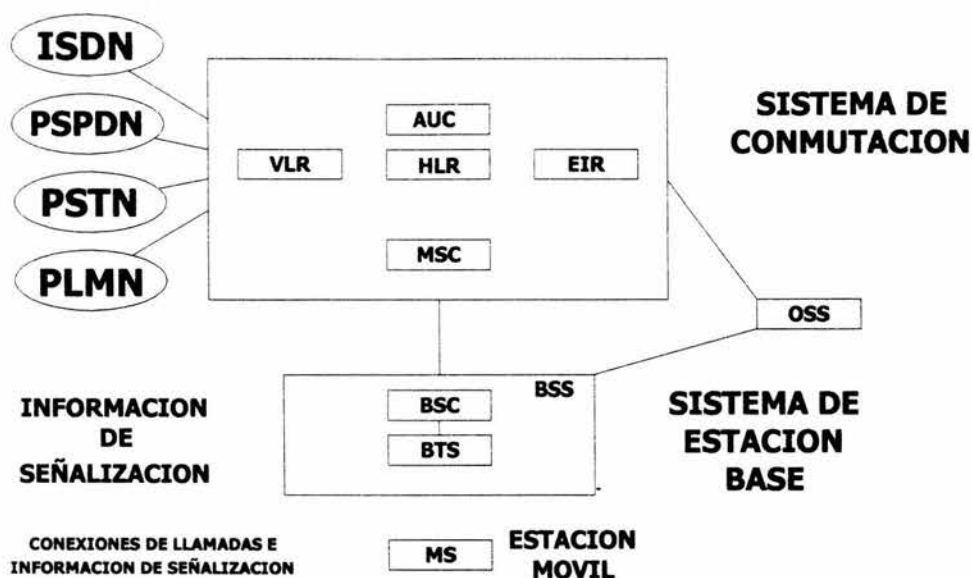 ISDN
PSPDN
PSTN
PLMN
AUC
VLR
HLR
EIR
MSC
SISTEMA DE
CONMUTACION
OSS
BSS
BSC
BTS
INFORMACION
DE
SEÑALIZACION
SISTEMA DE
ESTACION
BASE
CONEXIONES DE LLAMADAS E
INFORMACION DE SEÑALIZACION
MS
ESTACION
MOVIL